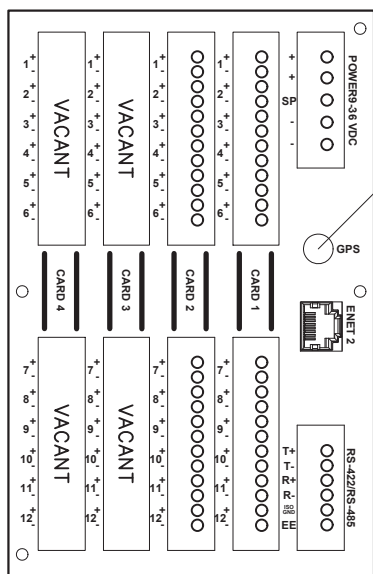 1 + - 1 + - 1 + - 1 + -
2 + - 2 + - 2 + - 2 + -
3 + - 3 + - 3 + - 3 + -
4 + - 4 + - 4 + - 4 + -
5 + - 5 + - 5 + - 5 + -
6 + - 6 + - 6 + - 6 + -
VACANT
VACANT
+
+
SP
-
-
POWER9-36 VDC
GPS
CARD 4
CARD 3
CARD 2
CARD 1
ENET 2
7 + - 7 + - 7 + - 7 + -
8 + - 8 + - 8 + - 8 + -
9 + - 9 + - 9 + - 9 + -
10 + - 10 + - 10 + - 10 + -
11 + - 11 + - 11 + - 11 + -
12 + - 12 + - 12 + - 12 + -
VACANT
VACANT
T+
T-
R+
R-
ISO
GND
EE
RS-422/RS-485